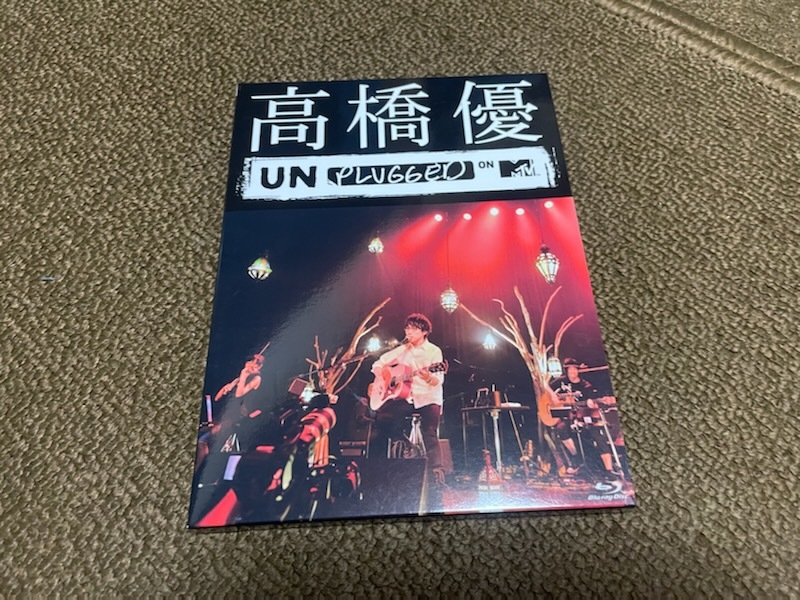 高橋優
UN PLUGGED ON MTV
Blu-ray Disc